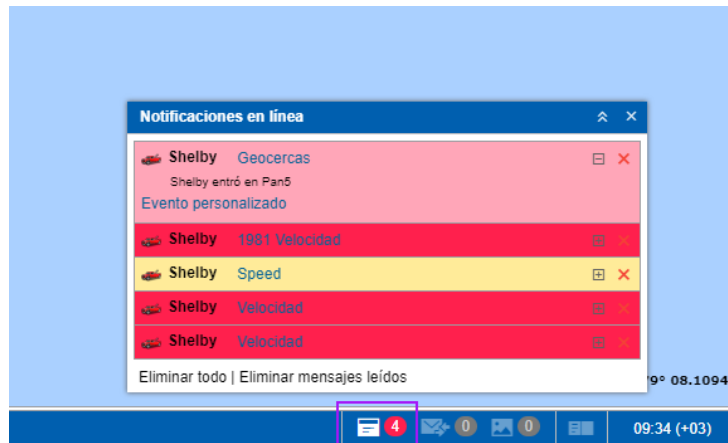 Notificaciones en línea
Shelby Geocercas
Shelby entró en Pan5
Evento personalizado
Shelby 1981 Velocidad
Shelby Speed
Shelby Velocidad
Shelby Velocidad
Eliminar todo | Eliminar mensajes leídos
9° 08.1094
4 0 0 09:34 (+03)